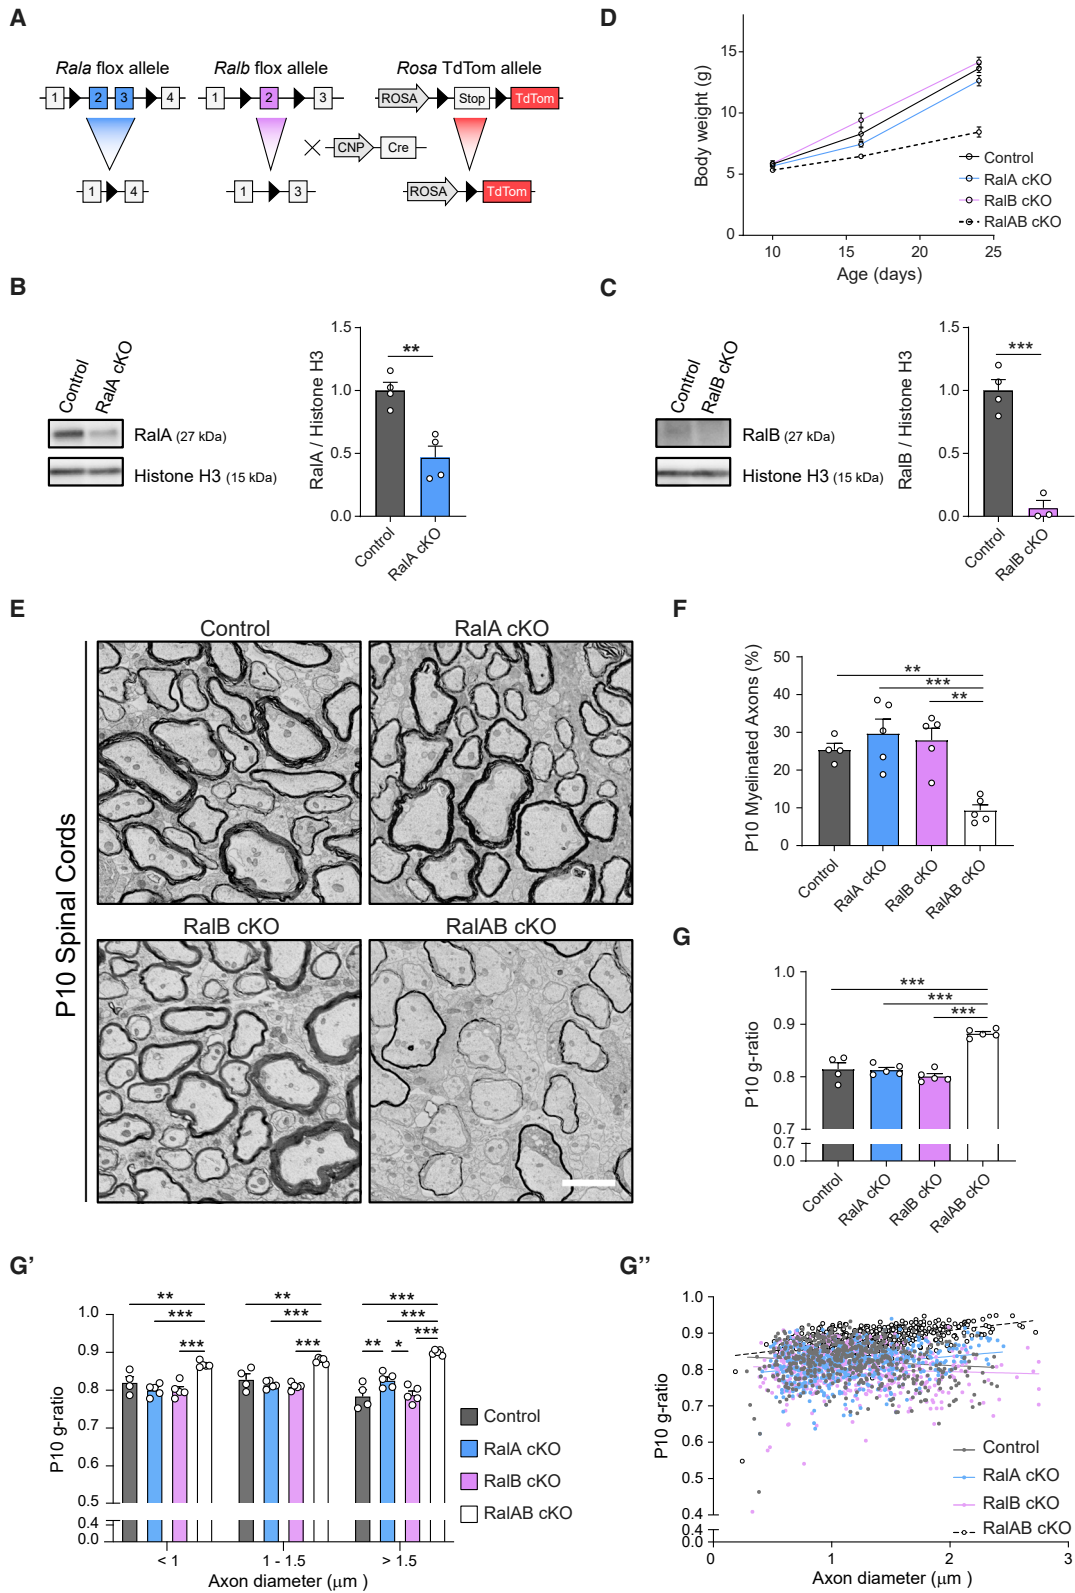 A
Rala flox allele
Ralb flox allele
Rosa TdTom allele
1 2 3 4
1 2 3
ROSA Stop TdTom
CNP Cre
1 4
1 3
ROSA TdTom
D
Body weight (g)
15
10
5
0
10 15 20 25
Age (days)
Control
RalA cKO
RalB cKO
RalAB cKO
B
Control
RalA cKO
RalA (27 kDa)
Histone H3 (15 kDa)
RalA / Histone H3
1.5
1.0
0.5
0.0
**
Control
RalA cKO
C
Control
RalB cKO
RalB (27 kDa)
Histone H3 (15 kDa)
RalB / Histone H3
1.5
1.0
0.5
0.0
***
Control
RalB cKO
E
P10 Spinal Cords
Control
RalA cKO
RalB cKO
RalAB cKO
F
P10 Myelinated Axons (%)
50
40
30
20
10
0
**
***
**
Control
RalA cKO
RalB cKO
RalAB cKO
G
P10 g-ratio
1.0
0.9
0.8
0.7
0.7
0.0
***
***
***
Control
RalA cKO
RalB cKO
RalAB cKO
G'
P10 g-ratio
1.0
0.9
0.8
0.7
0.6
0.5
0.4
0.0
**
***
***
**
***
***
***
***
***
**
*
< 1
1 - 1.5
> 1.5
Axon diameter (μm )
Control
RalA cKO
RalB cKO
RalAB cKO
G''
P10 g-ratio
1.0
0.9
0.8
0.7
0.6
0.5
0.4
0.4
0.0
0 1 2 3
Axon diameter (μm )
Control
RalA cKO
RalB cKO
RalAB cKO